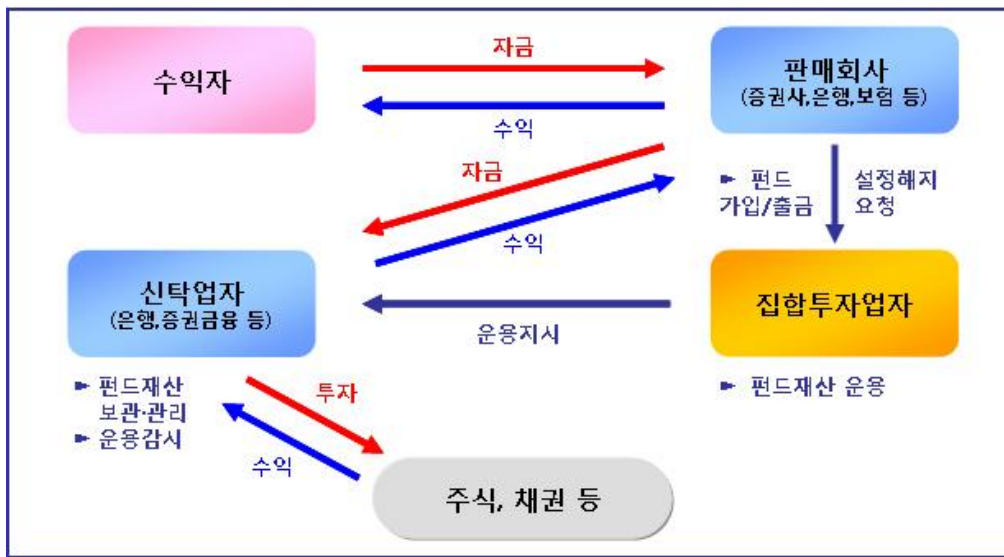 수익자
자금
수익
판매회사
(증권사,은행,보험 등)
자금
수익
► 펀드
가입/출금
설정해지
요청
신탁업자
(은행,증권금융 등)
운용지시
집합투자업자
► 펀드재산
보관·관리
► 운용감시
투자
수익
► 펀드재산 운용
주식, 채권 등